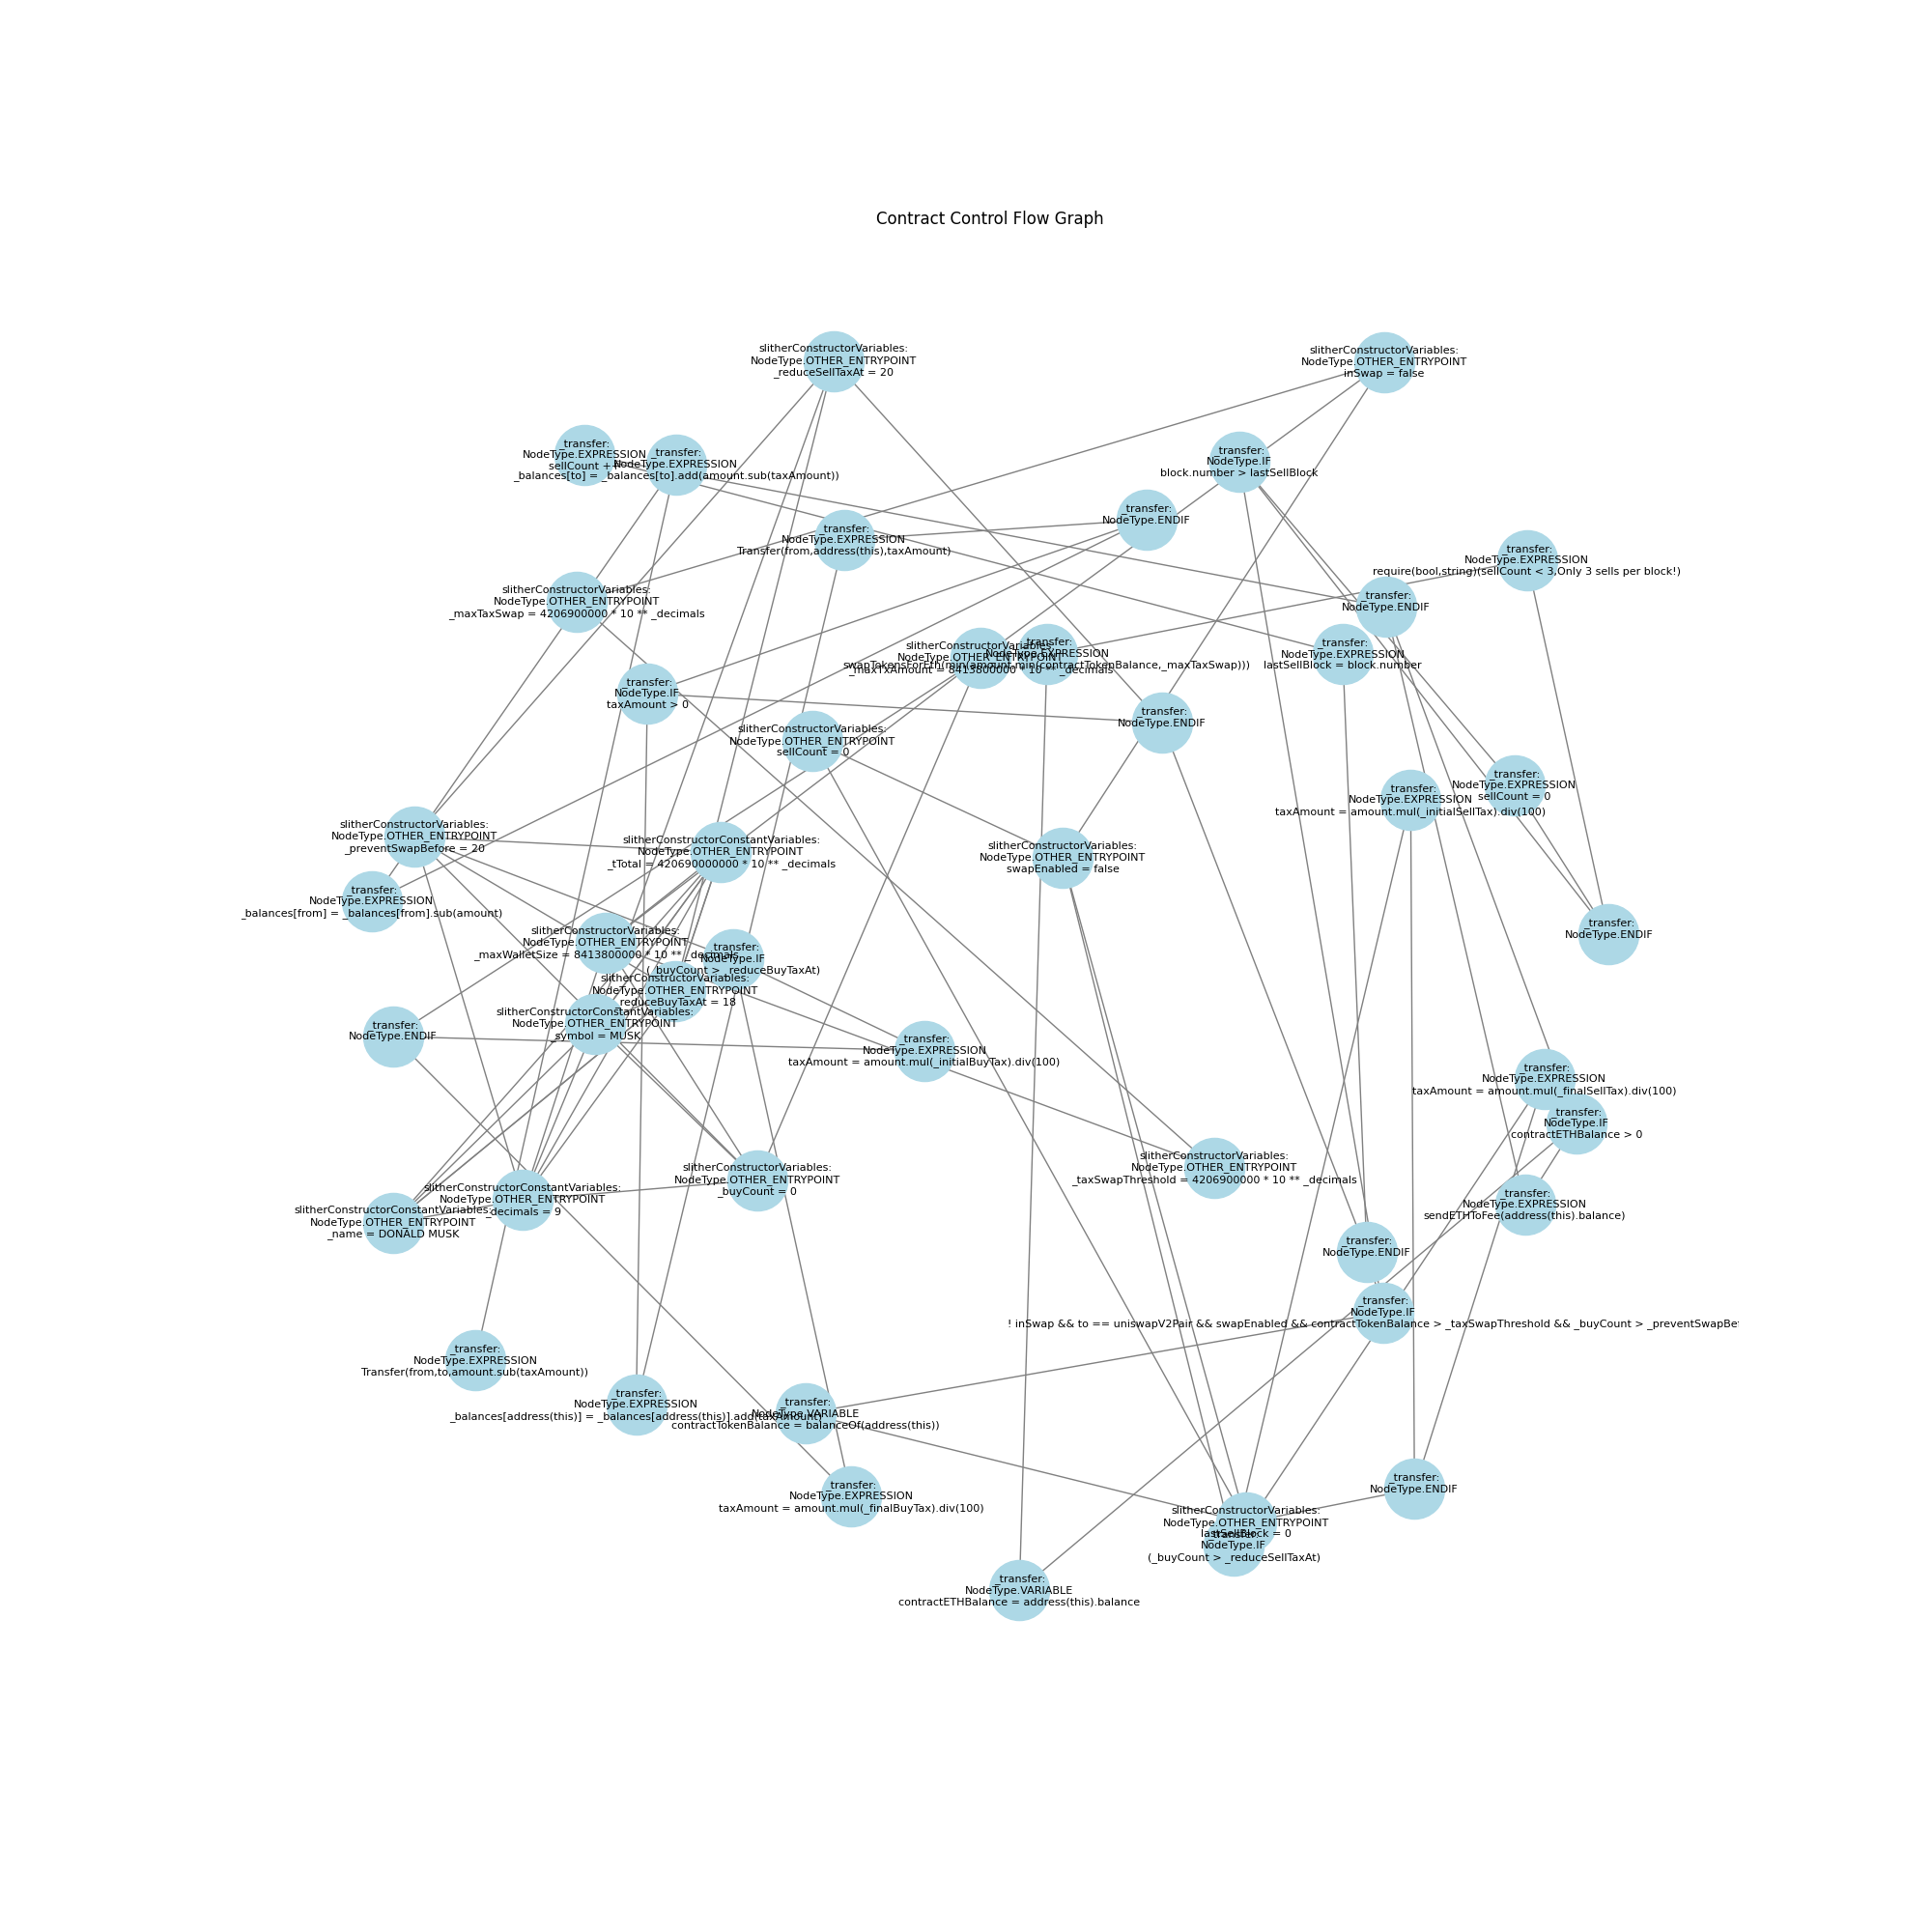 Contract Control Flow Graph
slitherConstructorVariables:
NodeType.OTHER_ENTRYPOINT
_reduceSellTaxAt = 20
slitherConstructorVariables:
NodeType.OTHER_ENTRYPOINT
inSwap = false
_transfer:
NodeType.EXPRESSION
sellCount ++
_transfer:
NodeType.EXPRESSION
_balances[to] = _balances[to].add(amount.sub(taxAmount))
_transfer:
NodeType.IF
block.number > lastSellBlock
_transfer:
NodeType.ENDIF
_transfer:
NodeType.EXPRESSION
Transfer(from,address(this),taxAmount)
_transfer:
NodeType.EXPRESSION
require(bool,string)(sellCount < 3,Only 3 sells per block!)
slitherConstructorVariables:
NodeType.OTHER_ENTRYPOINT
_maxTaxSwap = 4206900000 * 10 ** _decimals
_transfer:
NodeType.ENDIF
slitherConstructorVariables:
NodeType.OTHER_ENTRYPOINT
_maxTxAmount = 8413800000 * 10 ** _decimals
_transfer:
NodeType.EXPRESSION
swapTokensForEth(min(amount,min(contractTokenBalance,_maxTaxSwap)))
_transfer:
NodeType.EXPRESSION
lastSellBlock = block.number
_transfer:
NodeType.IF
taxAmount > 0
_transfer:
NodeType.ENDIF
slitherConstructorVariables:
NodeType.OTHER_ENTRYPOINT
sellCount = 0
_transfer:
NodeType.EXPRESSION
sellCount = 0
_transfer:
NodeType.EXPRESSION
taxAmount = amount.mul(_initialSellTax).div(100)
slitherConstructorVariables:
NodeType.OTHER_ENTRYPOINT
_preventSwapBefore = 20
slitherConstructorConstantVariables:
NodeType.OTHER_ENTRYPOINT
_tTotal = 420690000000 * 10 ** _decimals
slitherConstructorVariables:
NodeType.OTHER_ENTRYPOINT
swapEnabled = false
_transfer:
NodeType.EXPRESSION
_balances[from] = _balances[from].sub(amount)
_transfer:
NodeType.ENDIF
slitherConstructorVariables:
NodeType.OTHER_ENTRYPOINT
_maxWalletSize = 8413800000 * 10 ** _decimals
_transfer:
NodeType.IF
(_buyCount > _reduceBuyTaxAt)
slitherConstructorVariables:
NodeType.OTHER_ENTRYPOINT
_reduceBuyTaxAt = 18
slitherConstructorConstantVariables:
NodeType.OTHER_ENTRYPOINT
_symbol = MUSK
_transfer:
NodeType.ENDIF
_transfer:
NodeType.EXPRESSION
taxAmount = amount.mul(_initialBuyTax).div(100)
_transfer:
NodeType.EXPRESSION
taxAmount = amount.mul(_finalSellTax).div(100)
_transfer:
NodeType.IF
contractETHBalance > 0
slitherConstructorVariables:
NodeType.OTHER_ENTRYPOINT
_taxSwapThreshold = 4206900000 * 10 ** _decimals
slitherConstructorVariables:
NodeType.OTHER_ENTRYPOINT
_buyCount = 0
slitherConstructorConstantVariables:
NodeType.OTHER_ENTRYPOINT
_decimals = 9
_transfer:
NodeType.EXPRESSION
sendETHToFee(address(this).balance)
slitherConstructorConstantVariables:
NodeType.OTHER_ENTRYPOINT
_name = DONALD MUSK
_transfer:
NodeType.ENDIF
_transfer:
NodeType.IF
! inSwap && to == uniswapV2Pair && swapEnabled && contractTokenBalance > _taxSwapThreshold && _buyCount >
_transfer:
NodeType.EXPRESSION
Transfer(from,to,amount.sub(taxAmount))
_transfer:
NodeType.EXPRESSION
_balances[address(this)] = _balances[address(this)].add(taxAmount)
_transfer:
NodeType.VARIABLE
contractTokenBalance = balanceOf(address(this))
_transfer:
NodeType.ENDIF
_transfer:
NodeType.EXPRESSION
taxAmount = amount.mul(_finalBuyTax).div(100)
slitherConstructorVariables:
NodeType.OTHER_ENTRYPOINT
lastSellBlock = 0
_transfer:
NodeType.IF
(_buyCount > _reduceSellTaxAt)
_transfer:
NodeType.VARIABLE
contractETHBalance = address(this).balance